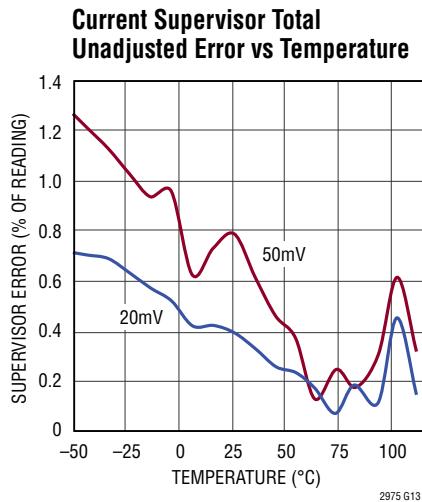 Current Supervisor Total
Unadjusted Error vs Temperature
SUPERVISOR ERROR (% OF READING)
1.4
1.2
1.0
0.8
0.6
0.4
0.2
0
50mV
20mV
–50
–25
0
25
50
75
100
TEMPERATURE (°C)
2975 G13